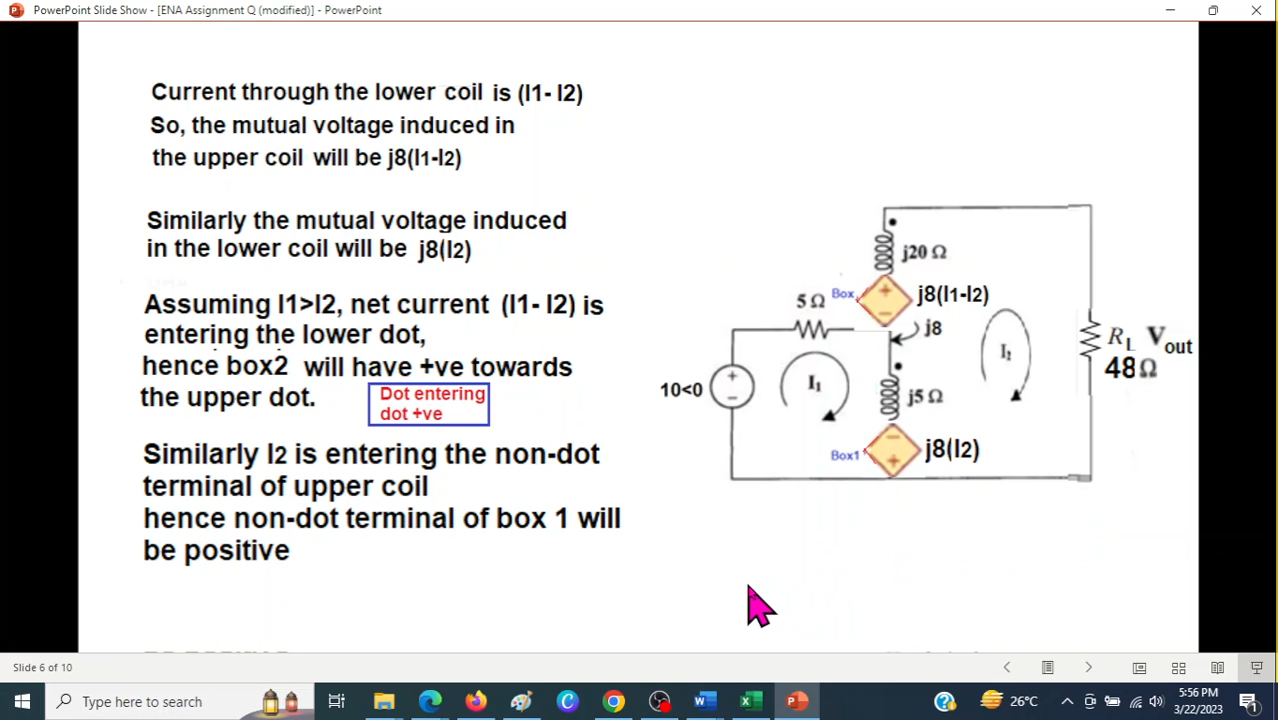 PowerPoint Slide Show - [ENA Assignment Q (modified)] - PowerPoint
Current through the lower coil is (I1- I2)
So, the mutual voltage induced in
the upper coil will be j8(I1-I2)
Similarly the mutual voltage induced
in the lower coil will be j8(I2)
Assuming I1>I2, net current (I1- I2) is
entering the lower dot,
hence box2 will have +ve towards
the upper dot.
Dot entering
dot +ve
Similarly I2 is entering the non-dot
terminal of upper coil
hence non-dot terminal of box 1 will
be positive
j20 Ω
Box
+
−
j8(I1-I2)
5 Ω
j8
10<0
+
−
I1
I2
RL Vout
48Ω
j5 Ω
Box1
−
+
j8(I2)
Slide 6 of 10
Type here to search
26°C
5:56 PM
3/22/2023